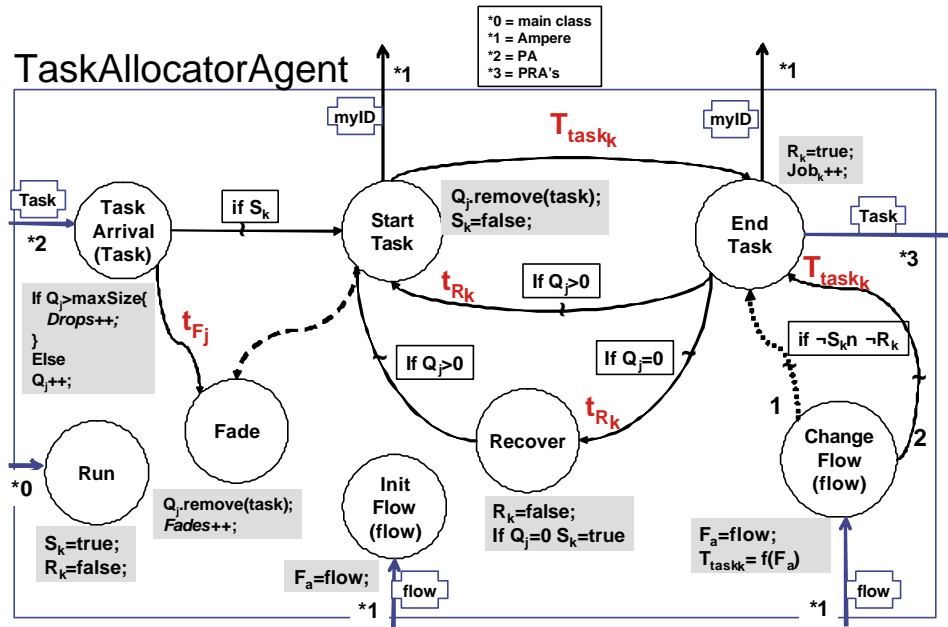 *0 = main class
*1 = Ampere
*2 = PA
*3 = PRA's
TaskAllocatorAgent
*1
*1
myID
myID
T_task_k
R_k=true;
Job_k++;
Task
*2
Task
Arrival
(Task)
if S_k
Start
Task
Q_j.remove(task);
S_k=false;
End
Task
Task
*3
If Q_j>maxSize{
Drops++;
}
Else
Q_j++;
t_F_j
t_R_k
If Q_j>0
T_task_k
If Q_j>0
If Q_j=0
if ¬S_kn ¬R_k
t_R_k
1
2
Fade
Recover
Change
Flow
(flow)
Run
*0
Init
Flow
(flow)
Q_j.remove(task);
Fades++;
R_k=false;
If Q_j=0 S_k=true
S_k=true;
R_k=false;
F_a=flow;
F_a=flow;
T_taskk= f(F_a)
*1
flow
*1
flow